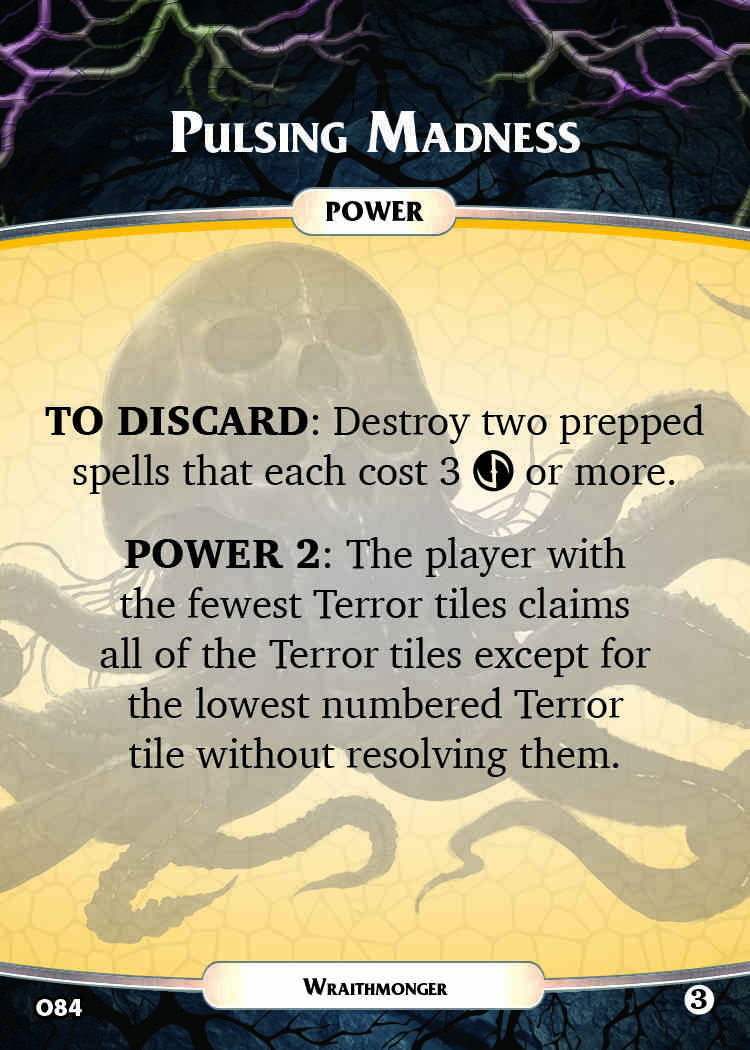 Pulsing Madness
POWER
TO DISCARD: Destroy two prepped
spells that each cost 3 or more.
POWER 2: The player with
the fewest Terror tiles claims
all of the Terror tiles except for
the lowest numbered Terror
tile without resolving them.
Wraithmonger
O84
3